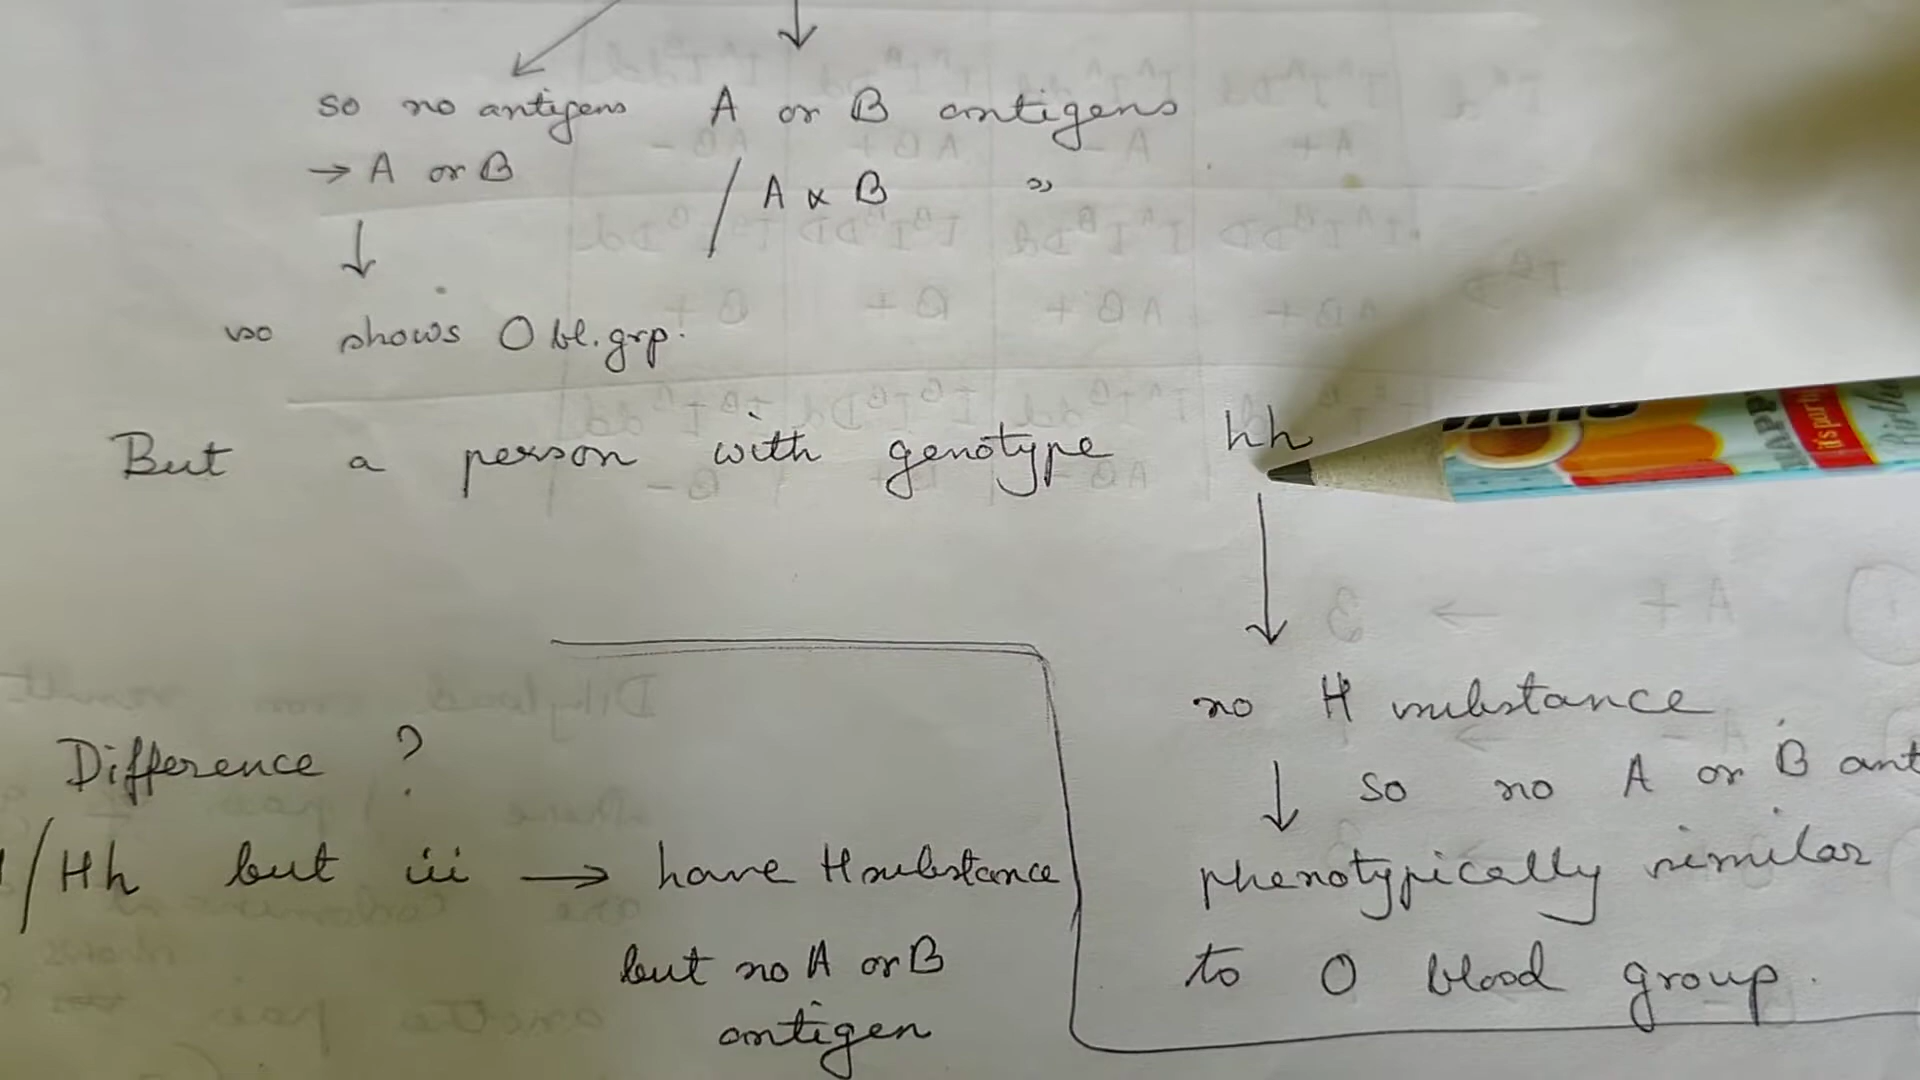 so no antigens A or B antigens
→ A or B / A & B "
↓
so shows O bl. grp.
But a person with genotype hh
↓
no H substance
↓ so no A or B ant
phenotypically similar
to O blood group.
Difference ?
/Hh but ii → have H substance
but no A or B
antigen